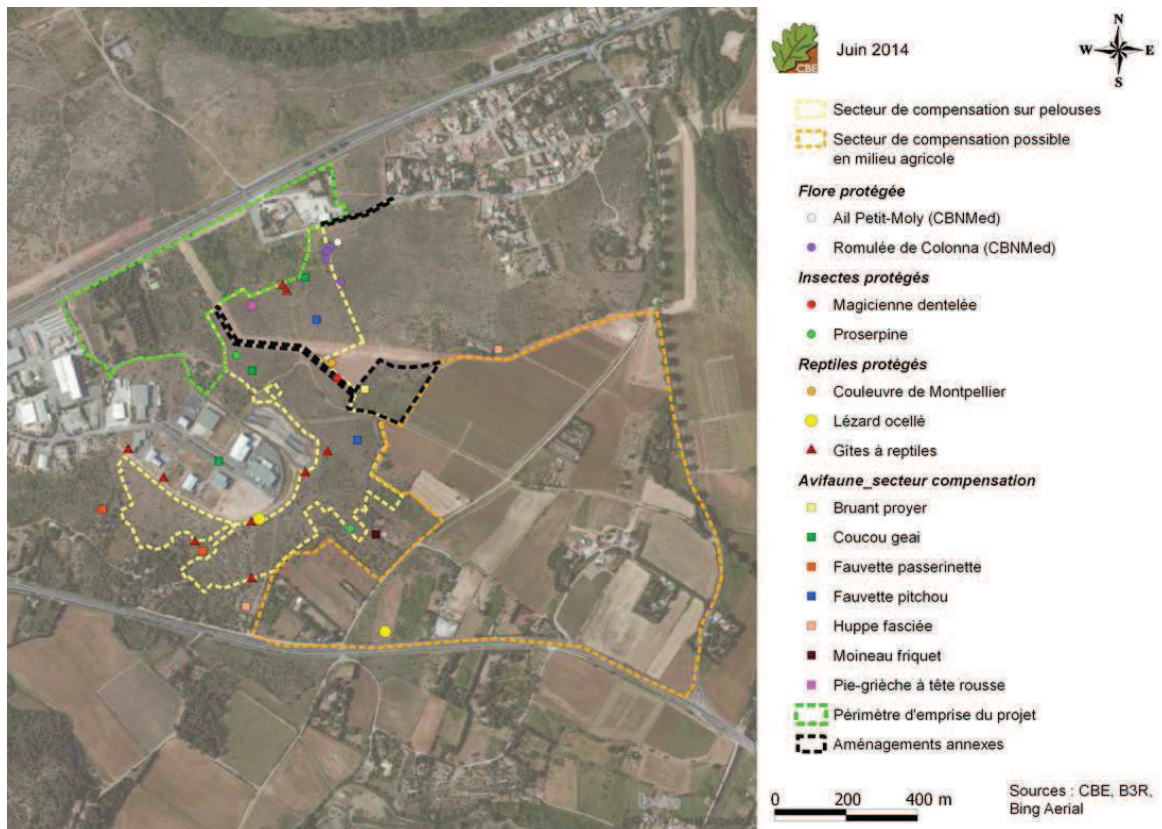 CBE
Juin 2014
N
W E
S
Secteur de compensation sur pelouses
Secteur de compensation possible
en milieu agricole
Flore protégée
Ail Petit-Moly (CBNMed)
Romulée de Colonna (CBNMed)
Insectes protégés
Magicienne dentelée
Proserpine
Reptiles protégés
Couleuvre de Montpellier
Lézard ocellé
Gîtes à reptiles
Avifaune_secteur compensation
Bruant proyer
Coucou geai
Fauvette passerinette
Fauvette pitchou
Huppe fasciée
Moineau friquet
Pie-grièche à tête rousse
Périmètre d'emprise du projet
Aménagements annexes
0 200 400 m
Sources : CBE, B3R,
Bing Aerial